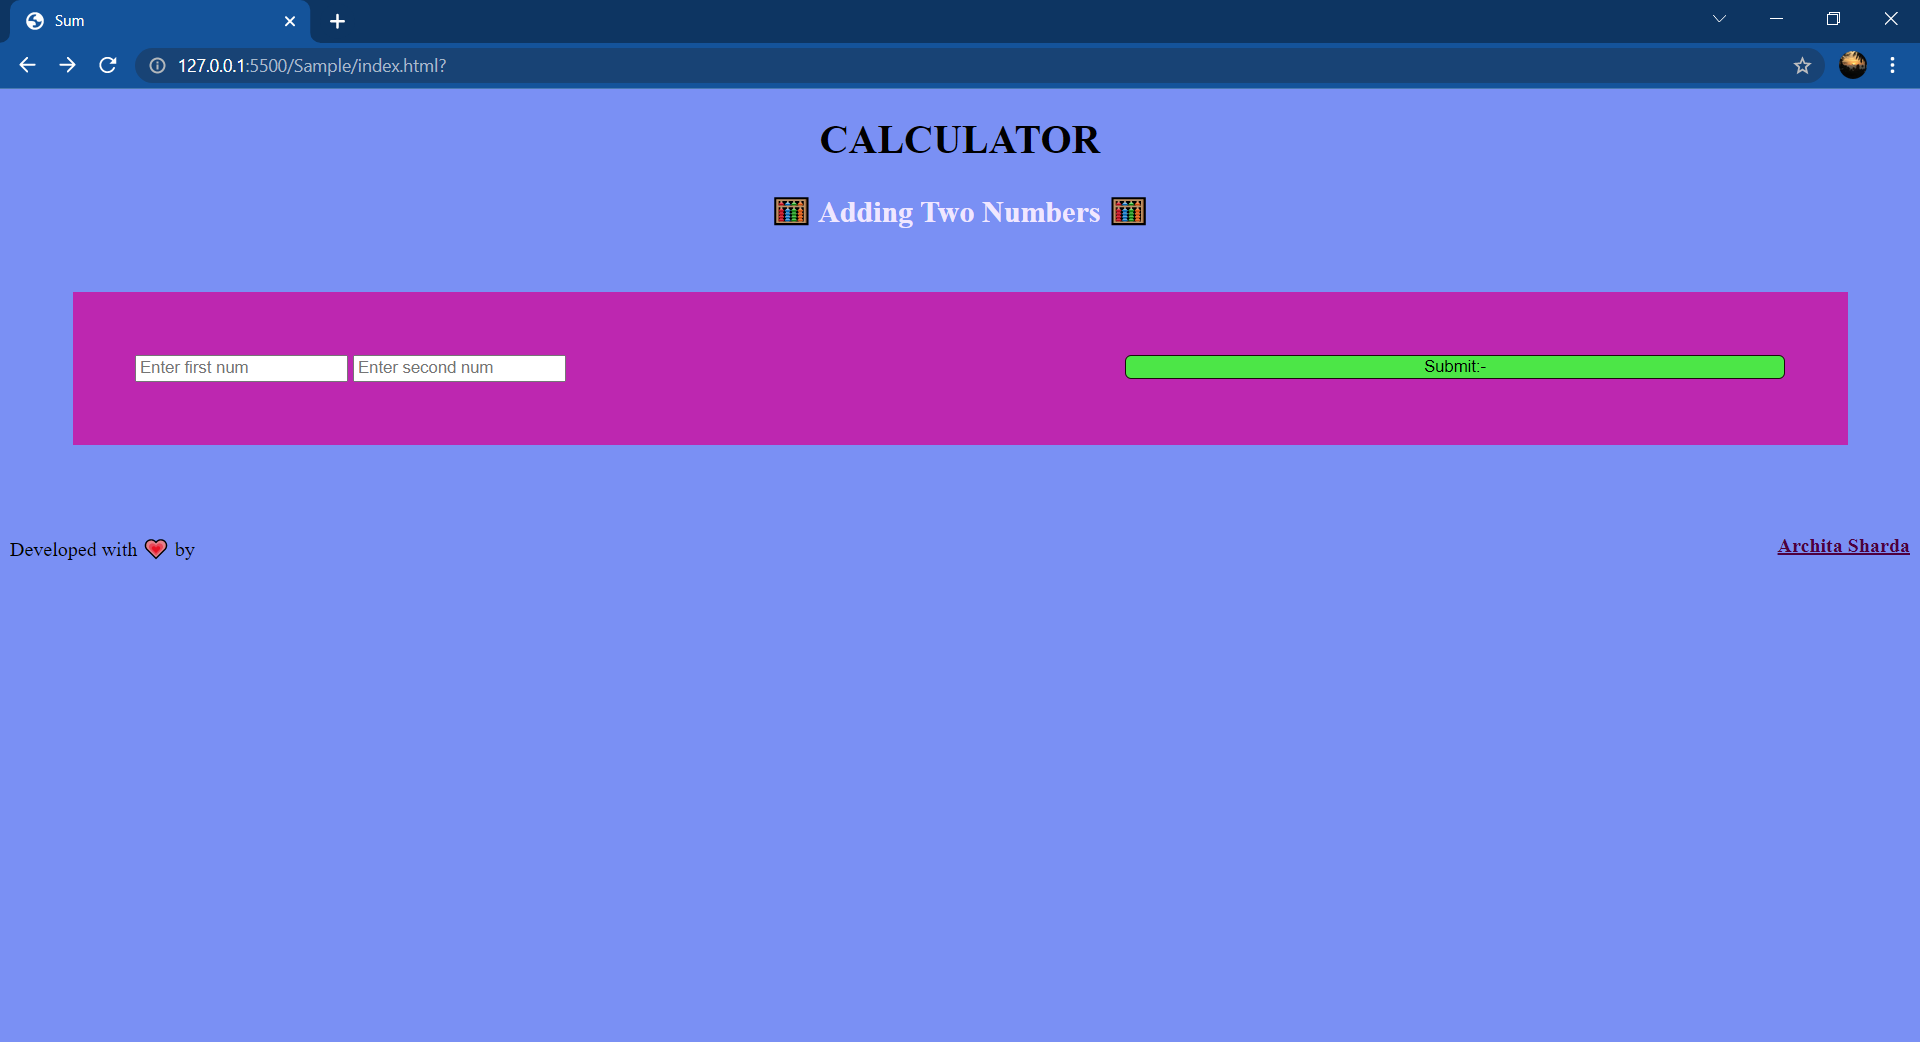 Sum
127.0.0.1:5500/Sample/index.html?
CALCULATOR
🧮 Adding Two Numbers 🧮
Enter first num Enter second num Submit:-
Developed with 💗 by Archita Sharda